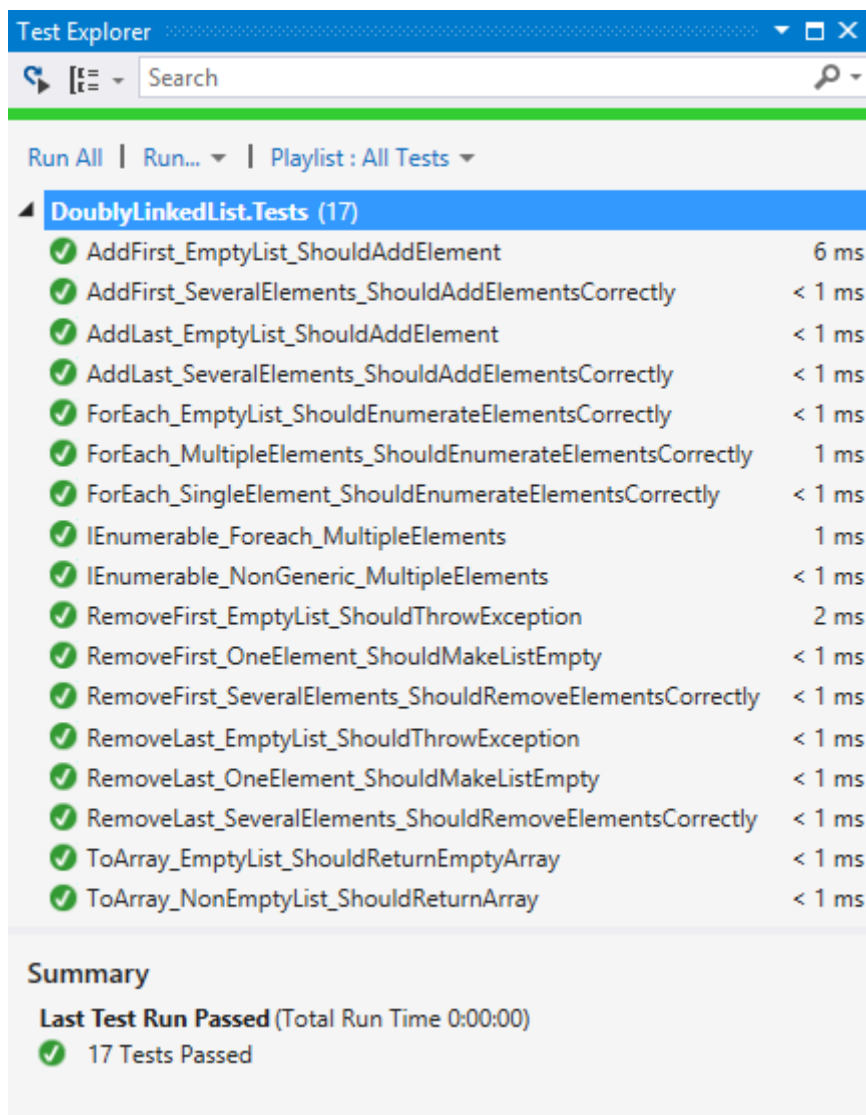 Test Explorer
Search
Run All | Run... | Playlist : All Tests
DoublyLinkedList.Tests (17)
AddFirst_EmptyList_ShouldAddElement 6 ms
AddFirst_SeveralElements_ShouldAddElementsCorrectly < 1 ms
AddLast_EmptyList_ShouldAddElement < 1 ms
AddLast_SeveralElements_ShouldAddElementsCorrectly < 1 ms
ForEach_EmptyList_ShouldEnumerateElementsCorrectly < 1 ms
ForEach_MultipleElements_ShouldEnumerateElementsCorrectly 1 ms
ForEach_SingleElement_ShouldEnumerateElementsCorrectly < 1 ms
IEnumerable_Foreach_MultipleElements 1 ms
IEnumerable_NonGeneric_MultipleElements < 1 ms
RemoveFirst_EmptyList_ShouldThrowException 2 ms
RemoveFirst_OneElement_ShouldMakeListEmpty < 1 ms
RemoveFirst_SeveralElements_ShouldRemoveElementsCorrectly < 1 ms
RemoveLast_EmptyList_ShouldThrowException < 1 ms
RemoveLast_OneElement_ShouldMakeListEmpty < 1 ms
RemoveLast_SeveralElements_ShouldRemoveElementsCorrectly < 1 ms
ToArray_EmptyList_ShouldReturnEmptyArray < 1 ms
ToArray_NonEmptyList_ShouldReturnArray < 1 ms
Summary
Last Test Run Passed (Total Run Time 0:00:00)
17 Tests Passed